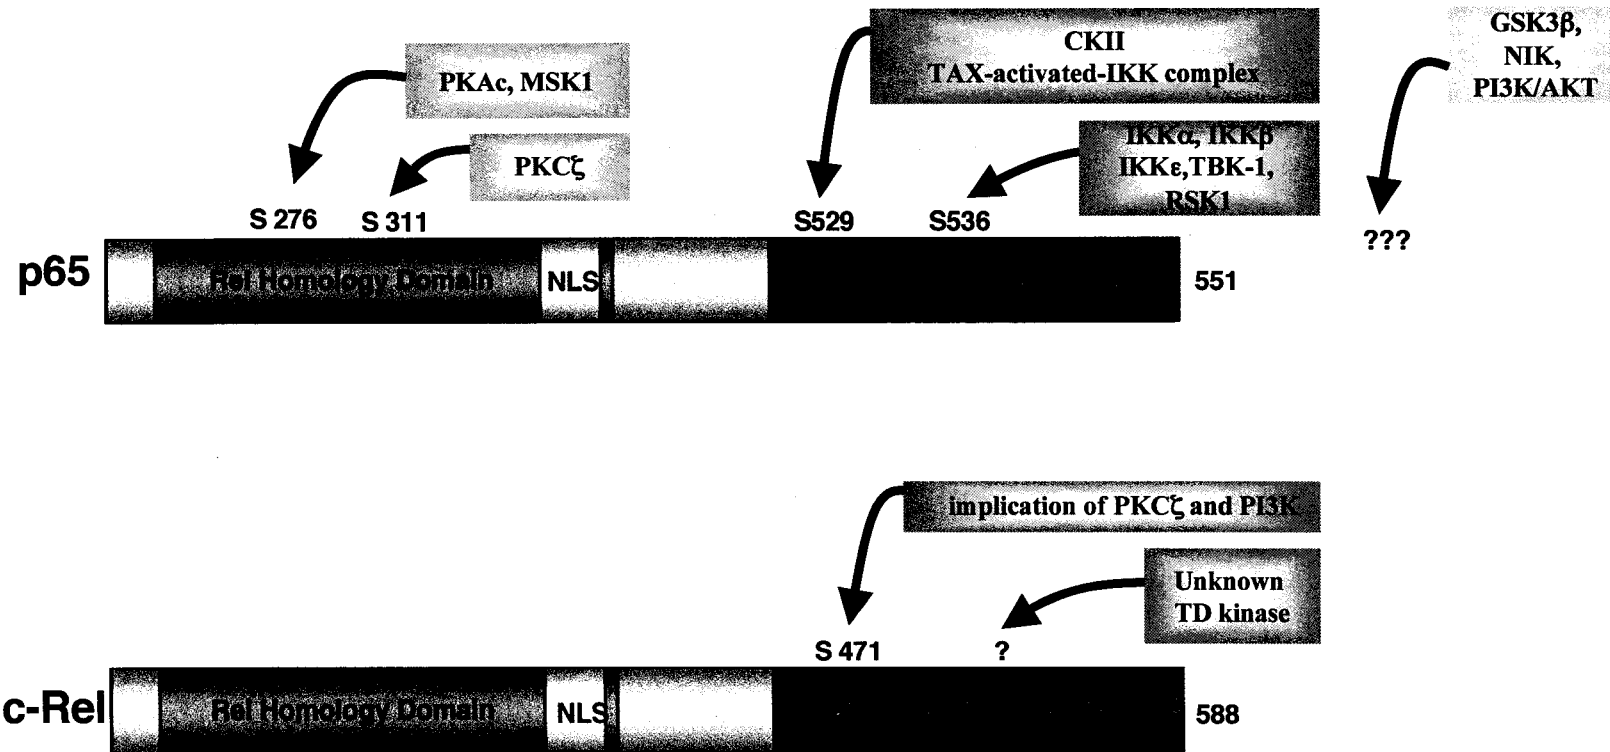 GSK3β,
NIK,
PI3K/AKT
CKII
TAX-activated-IKK complex
PKAc, MSK1
IKKα, IKKβ
IKKε,TBK-1,
RSK1
PKCζ
S 276
S 311
S529
S536
???
p65
Rel Homology Domain
NLS
551
implication of PKCζ and PI3K
Unknown
TD kinase
S 471
?
c-Rel
Rel Homology Domain
NLS
588